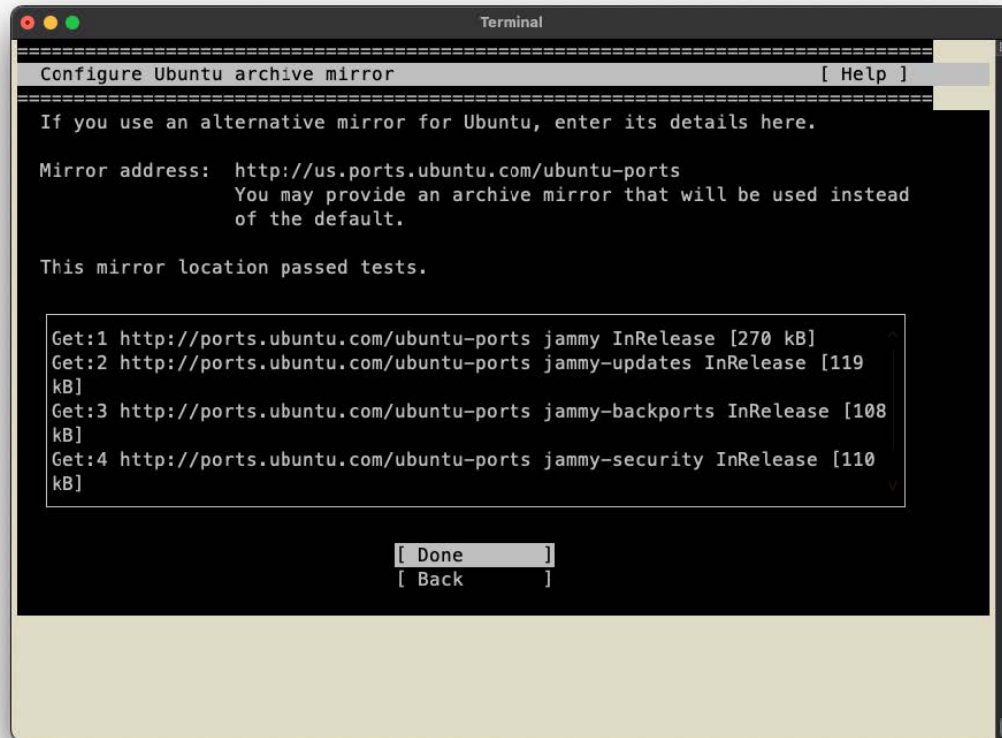 Terminal
================================================================================
Configure Ubuntu archive mirror [ Help ]
================================================================================
If you use an alternative mirror for Ubuntu, enter its details here.
Mirror address: http://us.ports.ubuntu.com/ubuntu-ports
You may provide an archive mirror that will be used instead
of the default.
This mirror location passed tests.
Get:1 http://ports.ubuntu.com/ubuntu-ports jammy InRelease [270 kB] ^
Get:2 http://ports.ubuntu.com/ubuntu-ports jammy-updates InRelease [119
kB]
Get:3 http://ports.ubuntu.com/ubuntu-ports jammy-backports InRelease [108
kB]
Get:4 http://ports.ubuntu.com/ubuntu-ports jammy-security InRelease [110
kB] v
[ Done ]
[ Back ]